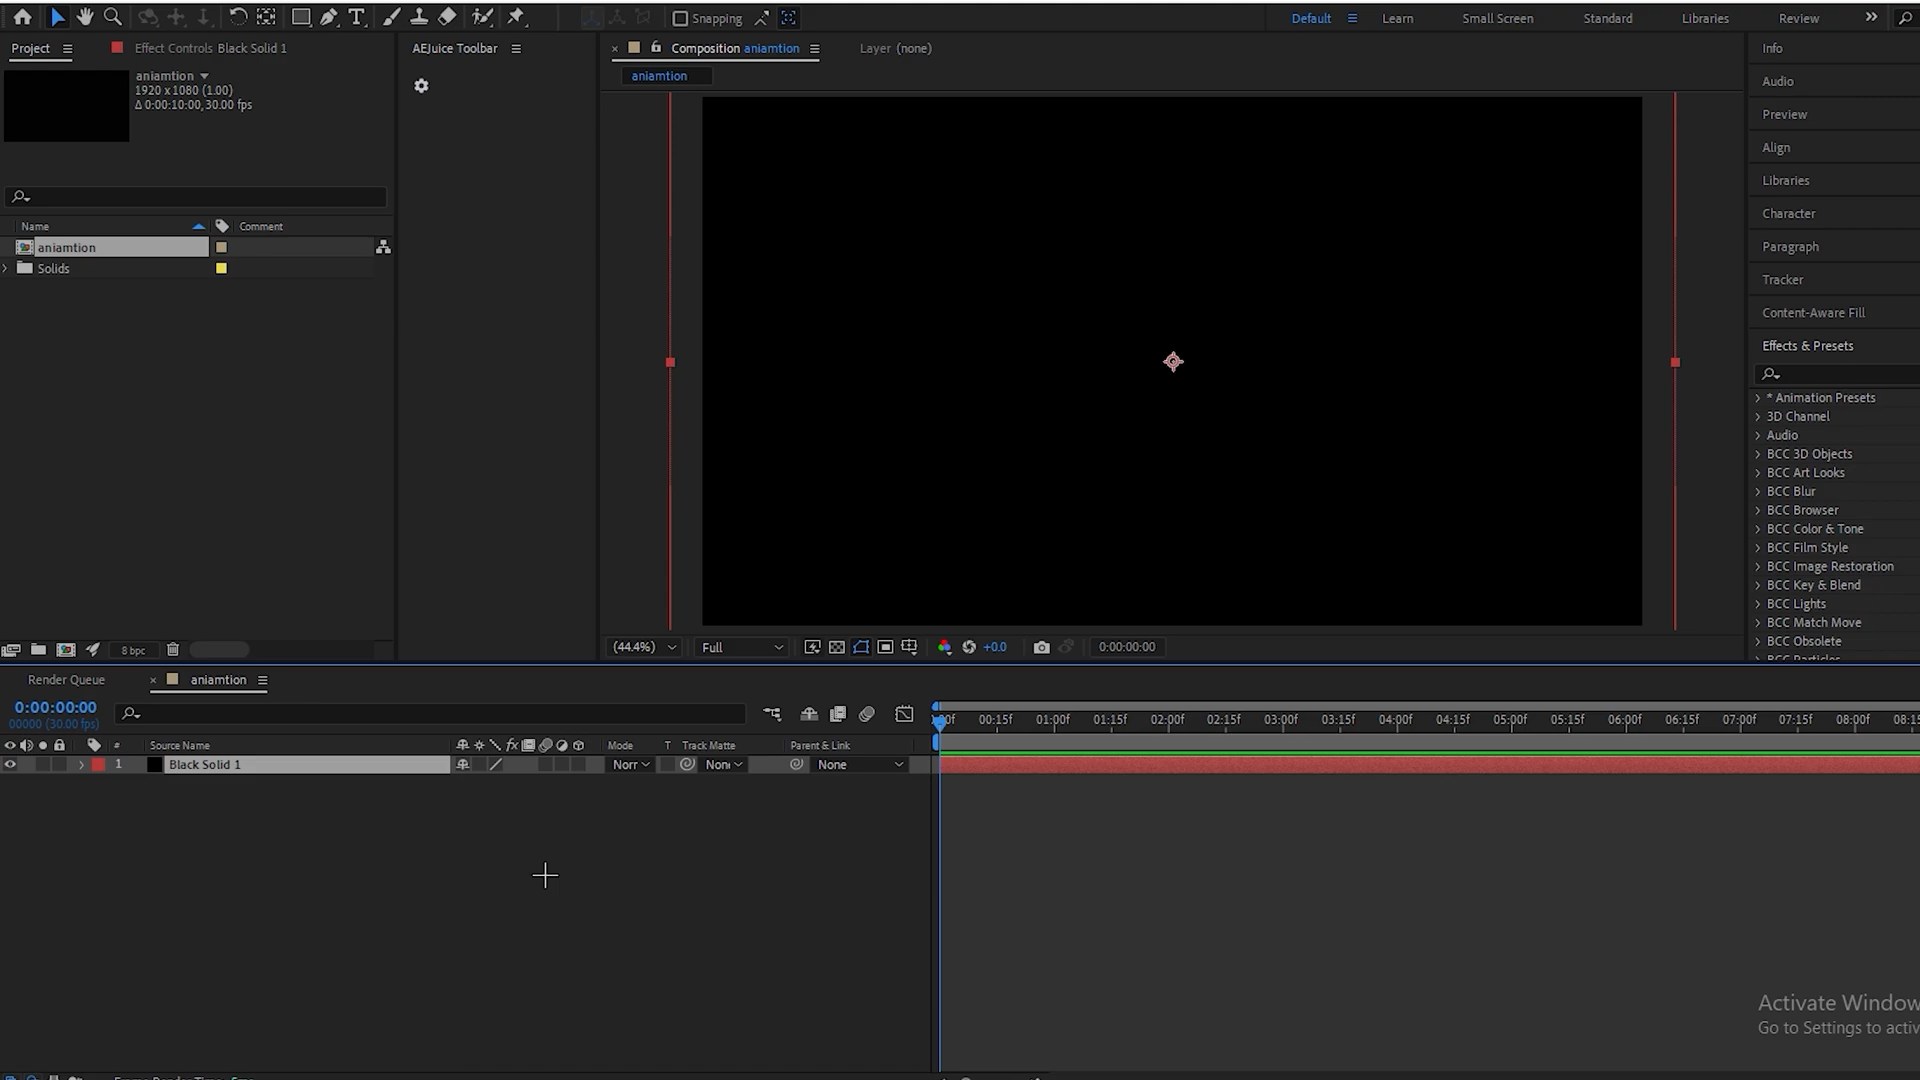 Snapping
Default
Learn
Small Screen
Standard
Libraries
Review
Project
Effect Controls Black Solid 1
AEJuice Toolbar
Composition aniamtion
Layer (none)
aniamtion
aniamtion
1920 x 1080 (1.00)
Δ 0:00:10:00, 30.00 fps
Name
Comment
aniamtion
Solids
8 bpc
(44.4%)
Full
+0.0
0:00:00:00
Info
Audio
Preview
Align
Libraries
Character
Paragraph
Tracker
Content-Aware Fill
Effects & Presets
* Animation Presets
3D Channel
Audio
BCC 3D Objects
BCC Art Looks
BCC Blur
BCC Browser
BCC Color & Tone
BCC Film Style
BCC Image Restoration
BCC Key & Blend
BCC Lights
BCC Match Move
BCC Obsolete
Render Queue
aniamtion
0:00:00:00
00000 (30.00 fps)
00f 00:15f 01:00f 01:15f 02:00f 02:15f 03:00f 03:15f 04:00f 04:15f 05:00f 05:15f 06:00f 06:15f 07:00f 07:15f 08:00f 08:15
# Source Name fx Mode T Track Matte Parent & Link
1 Black Solid 1 Norr Non None
Activate Window
Go to Settings to activ